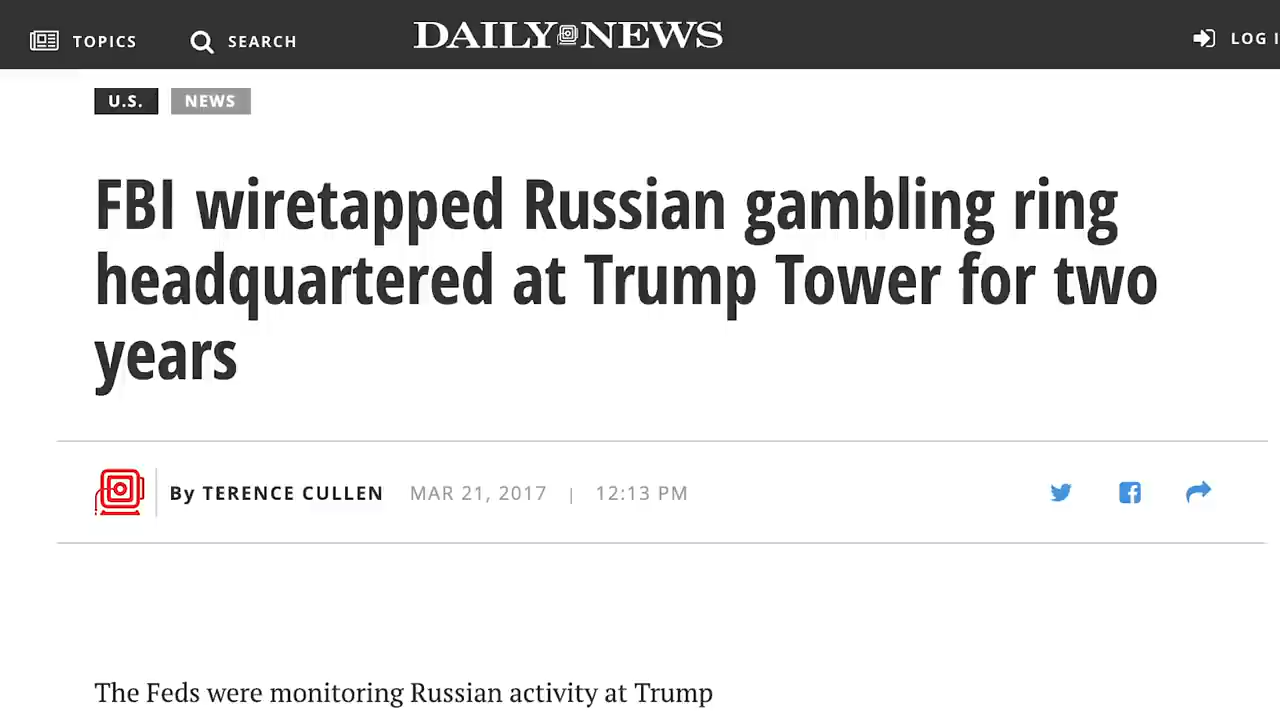 TOPICS SEARCH DAILY NEWS LOG I
U.S. NEWS
FBI wiretapped Russian gambling ring
headquartered at Trump Tower for two
years
By TERENCE CULLEN MAR 21, 2017 | 12:13 PM
The Feds were monitoring Russian activity at Trump